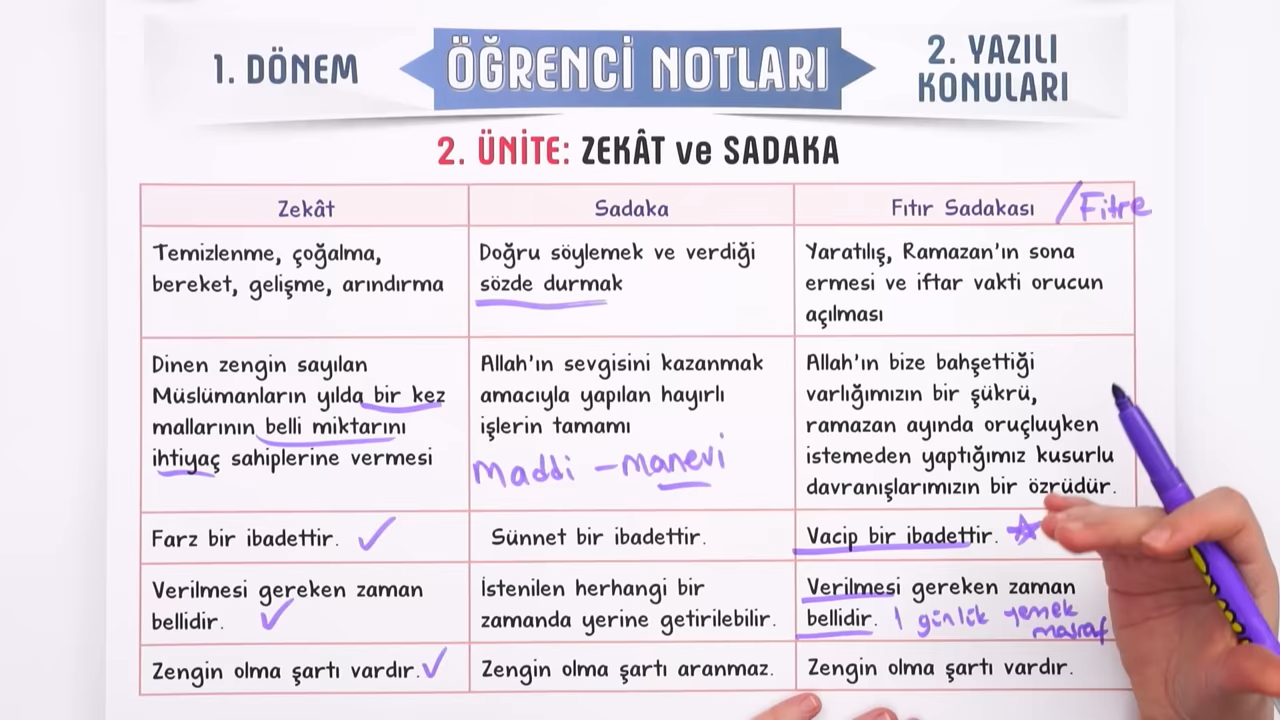 1. DÖNEM
ÖĞRENCİ NOTLARI
2. YAZILI
KONULARI
2. ÜNİTE: ZEKÂT ve SADAKA
Zekât
Sadaka
Fıtır Sadakası /Fitre
Temizlenme, çoğalma,
bereket, gelişme, arındırma
Doğru söylemek ve verdiği
sözde durmak
Yaratılış, Ramazan'ın sona
ermesi ve iftar vakti orucun
açılması
Dinen zengin sayılan
Müslümanların yılda bir kez
mallarının belli miktarını
ihtiyaç sahiplerine vermesi
Allah'ın sevgisini kazanmak
amacıyla yapılan hayırlı
işlerin tamamı
Maddi - Manevi
Allah'ın bize bahşettiği
varlığımızın bir şükrü,
ramazan ayında oruçluyken
istemeden yaptığımız kusurlu
davranışlarımızın bir özrüdür.
Farz bir ibadettir.
Sünnet bir ibadettir.
Vacip bir ibadettir.
Verilmesi gereken zaman
bellidir.
İstenilen herhangi bir
zamanda yerine getirilebilir.
Verilmesi gereken zaman
bellidir. 1 günlük yemek
masraf
Zengin olma şartı vardır.
Zengin olma şartı aranmaz.
Zengin olma şartı vardır.